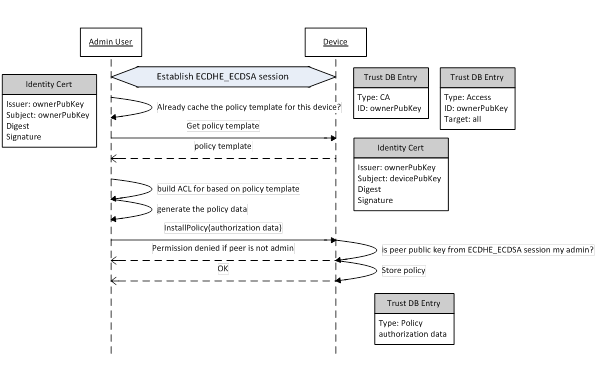 Admin User
Device
Establish ECDHE_ECDSA session
Identity Cert
Issuer: ownerPubKey
Subject: ownerPubKey
Digest
Signature
Trust DB Entry
Type: CA
ID: ownerPubKey
Trust DB Entry
Type: Access
ID: ownerPubKey
Target: all
Already cache the policy template for this device?
Get policy template
policy template
Identity Cert
Issuer: ownerPubKey
Subject: devicePubKey
Digest
Signature
build ACL for based on policy template
generate the policy data
InstallPolicy(authorization data)
Permission denied if peer is not admin
is peer public key from ECDHE_ECDSA session my admin?
OK
Store policy
Trust DB Entry
Type: Policy
authorization data